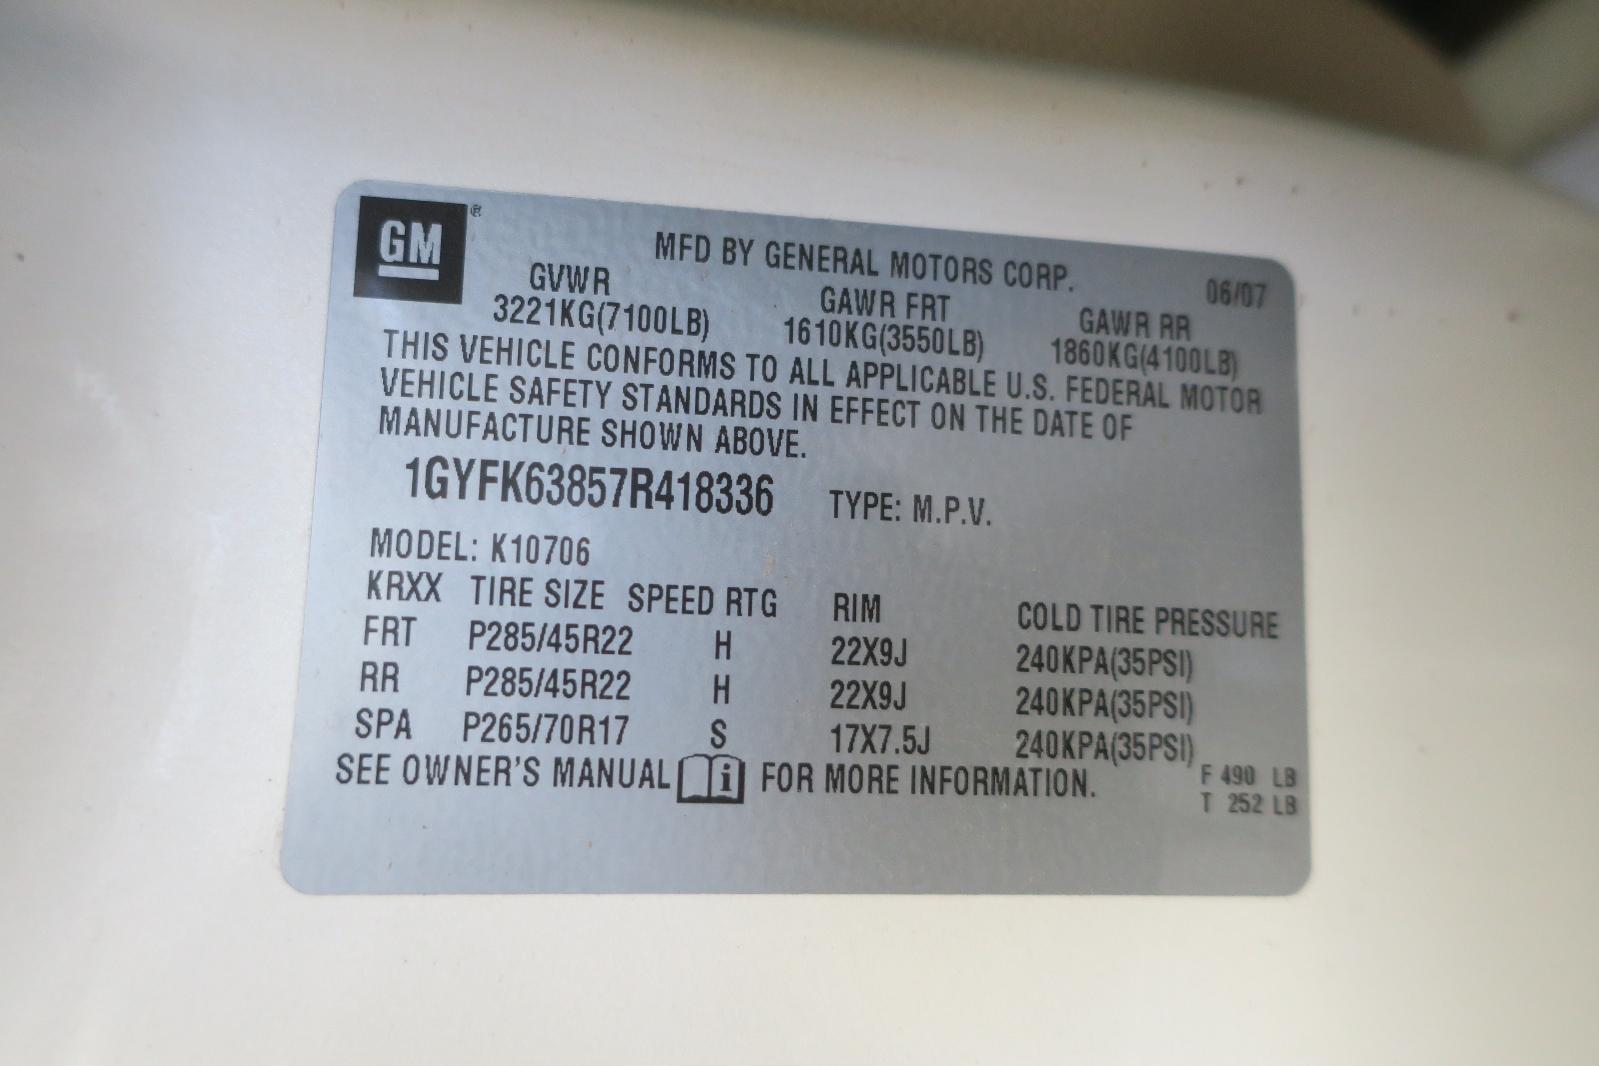 GM ®
MFD BY GENERAL MOTORS CORP. 06/07
GVWR GAWR FRT GAWR RR
3221KG(7100LB) 1610KG(3550LB) 1860KG(4100LB)
THIS VEHICLE CONFORMS TO ALL APPLICABLE U.S. FEDERAL MOTOR
VEHICLE SAFETY STANDARDS IN EFFECT ON THE DATE OF
MANUFACTURE SHOWN ABOVE.
1GYFK63857R418336 TYPE: M.P.V.
MODEL: K10706
KRXX TIRE SIZE SPEED RTG RIM COLD TIRE PRESSURE
FRT P285/45R22 H 22X9J 240KPA(35PSI)
RR P285/45R22 H 22X9J 240KPA(35PSI)
SPA P265/70R17 S 17X7.5J 240KPA(35PSI)
SEE OWNER'S MANUAL i FOR MORE INFORMATION.
F 490 LB
T 252 LB